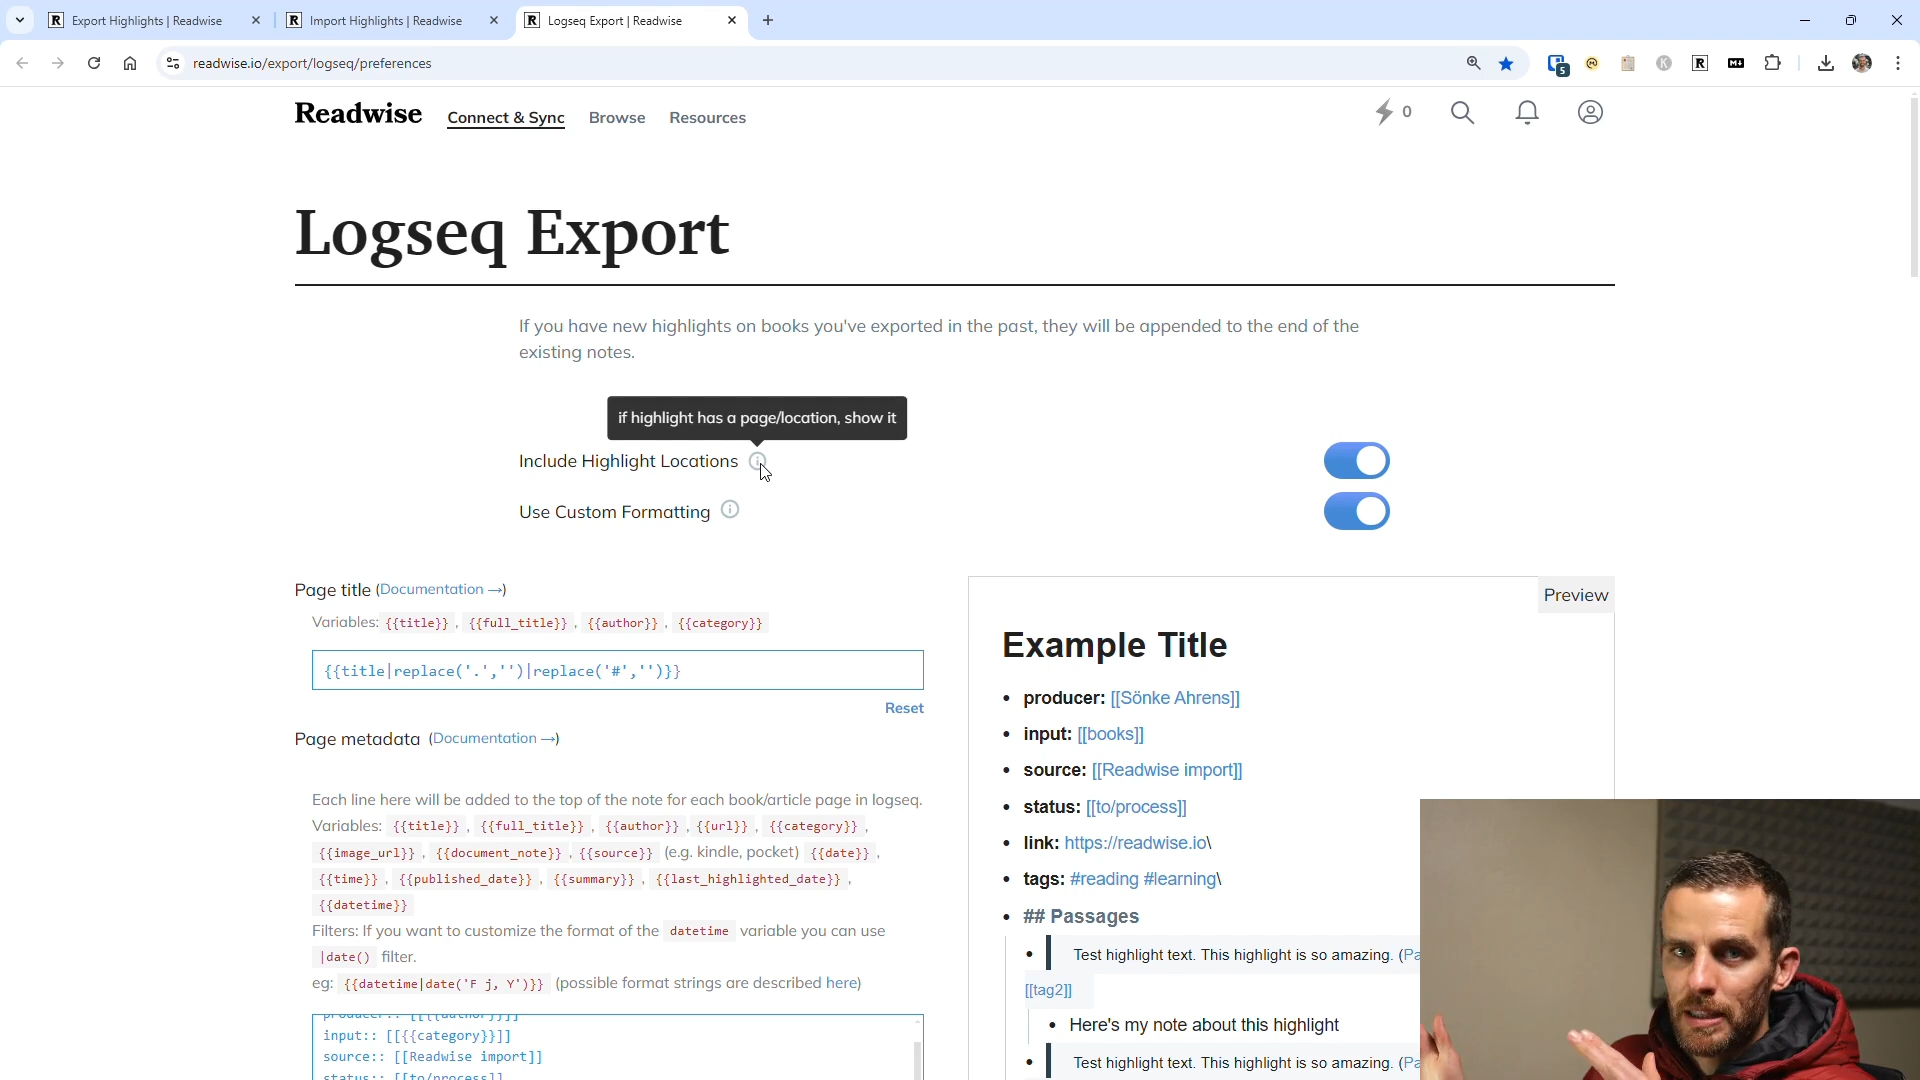 Export Highlights | Readwise
Import Highlights | Readwise
Logseq Export | Readwise
readwise.io/export/logseq/preferences
5
Readwise
Connect & Sync
Browse
Resources
0
Logseq Export
If you have new highlights on books you've exported in the past, they will be appended to the end of the
existing notes.
if highlight has a page/location, show it
Include Highlight Locations
Use Custom Formatting
Page title (Documentation →)
Variables: {{title}} , {{full_title}} , {{author}} , {{category}}
{{title|replace('.','')|replace('#','')}}
Reset
Page metadata (Documentation →)
Each line here will be added to the top of the note for each book/article page in logseq.
Variables: {{title}} , {{full_title}} , {{author}} , {{url}} , {{category}} ,
{{image_url}} , {{document_note}} , {{source}} (e.g. kindle, pocket) {{date}} ,
{{time}} , {{published_date}} , {{summary}} , {{last_highlighted_date}} ,
{{datetime}}
Filters: If you want to customize the format of the datetime variable you can use
|date() filter.
eg: {{datetime|date('F j, Y')}} (possible format strings are described here)
producer:: [[{{author}}]]
input:: [[{{category}}]]
source:: [[Readwise import]]
status:: [[to/process]]
Preview
Example Title
producer: [[Sönke Ahrens]]
input: [[books]]
source: [[Readwise import]]
status: [[to/process]]
link: https://readwise.io\
tags: #reading #learning\
## Passages
Test highlight text. This highlight is so amazing. (Pa
[[tag2]]
Here's my note about this highlight
Test highlight text. This highlight is so amazing. (Pa